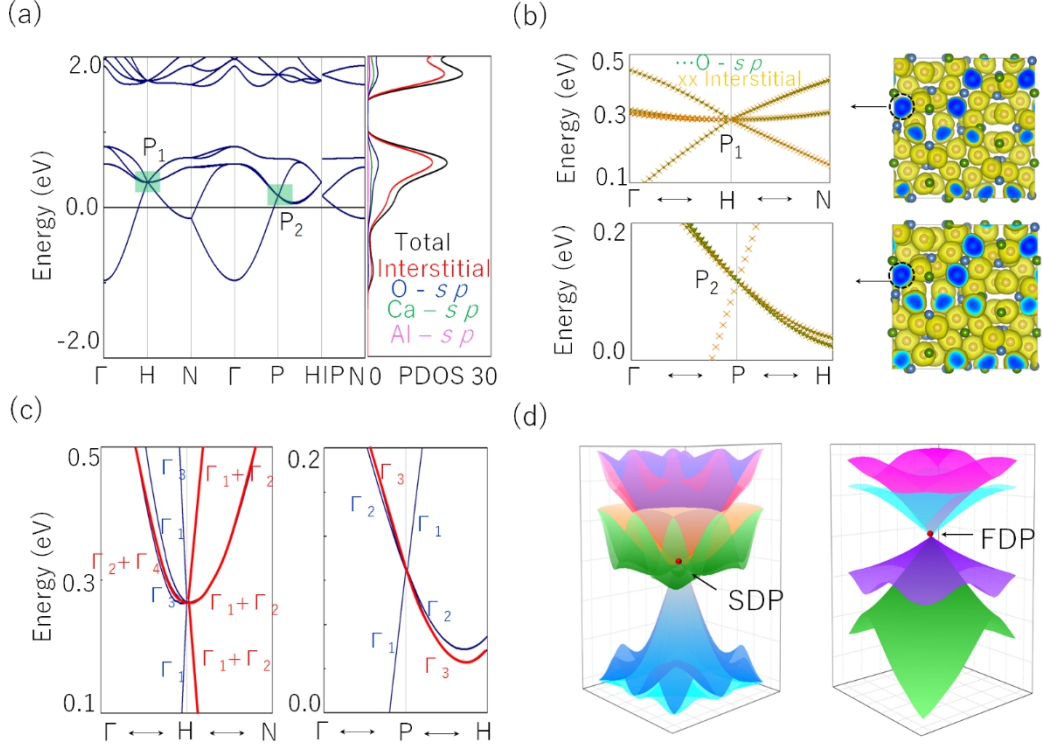 (a)
2.0
0.0
-2.0
Energy (eV)
P₁
P₂
Total
Interstitial
O - s p
Ca – s p
Al – s p
Γ H N Γ P HIPN 0 PDOS 30
(b)
0.5
0.3
0.1
Energy (eV)
···O - s p
xx Interstitial
P₁
Γ ↔ H ↔ N
0.2
0.0
Energy (eV)
P₂
Γ ↔ P ↔ H
(c)
0.5
0.3
0.1
Energy (eV)
Γ₃
Γ₁+Γ₂
Γ₁
Γ₂+Γ₄
Γ₃
Γ₁+Γ₂
Γ₁
Γ₁+Γ₂
Γ ↔ H ↔ N
0.2
0.0
Γ₃
Γ₂
Γ₁
Γ₂
Γ₁
Γ₃
Γ ↔ P ↔ H
(d)
SDP
FDP